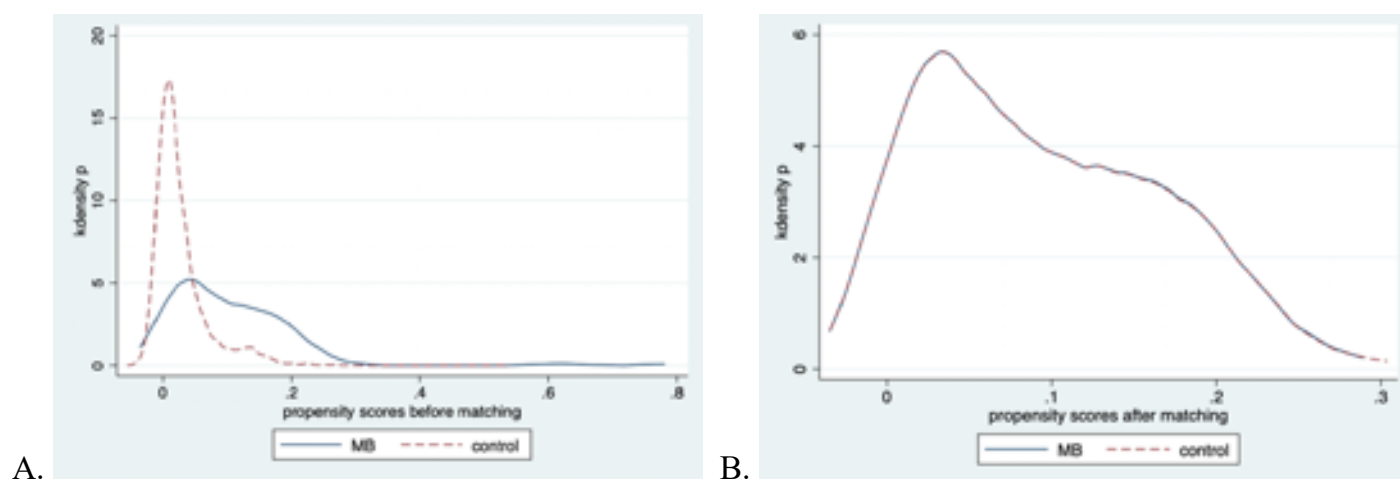 20
15
10
5
0
kdensity p
0 .2 .4 .6 .8
propensity scores before matching
MB control
A.
6
4
2
0
kdensity p
0 .1 .2 .3
propensity scores after matching
MB control
B.